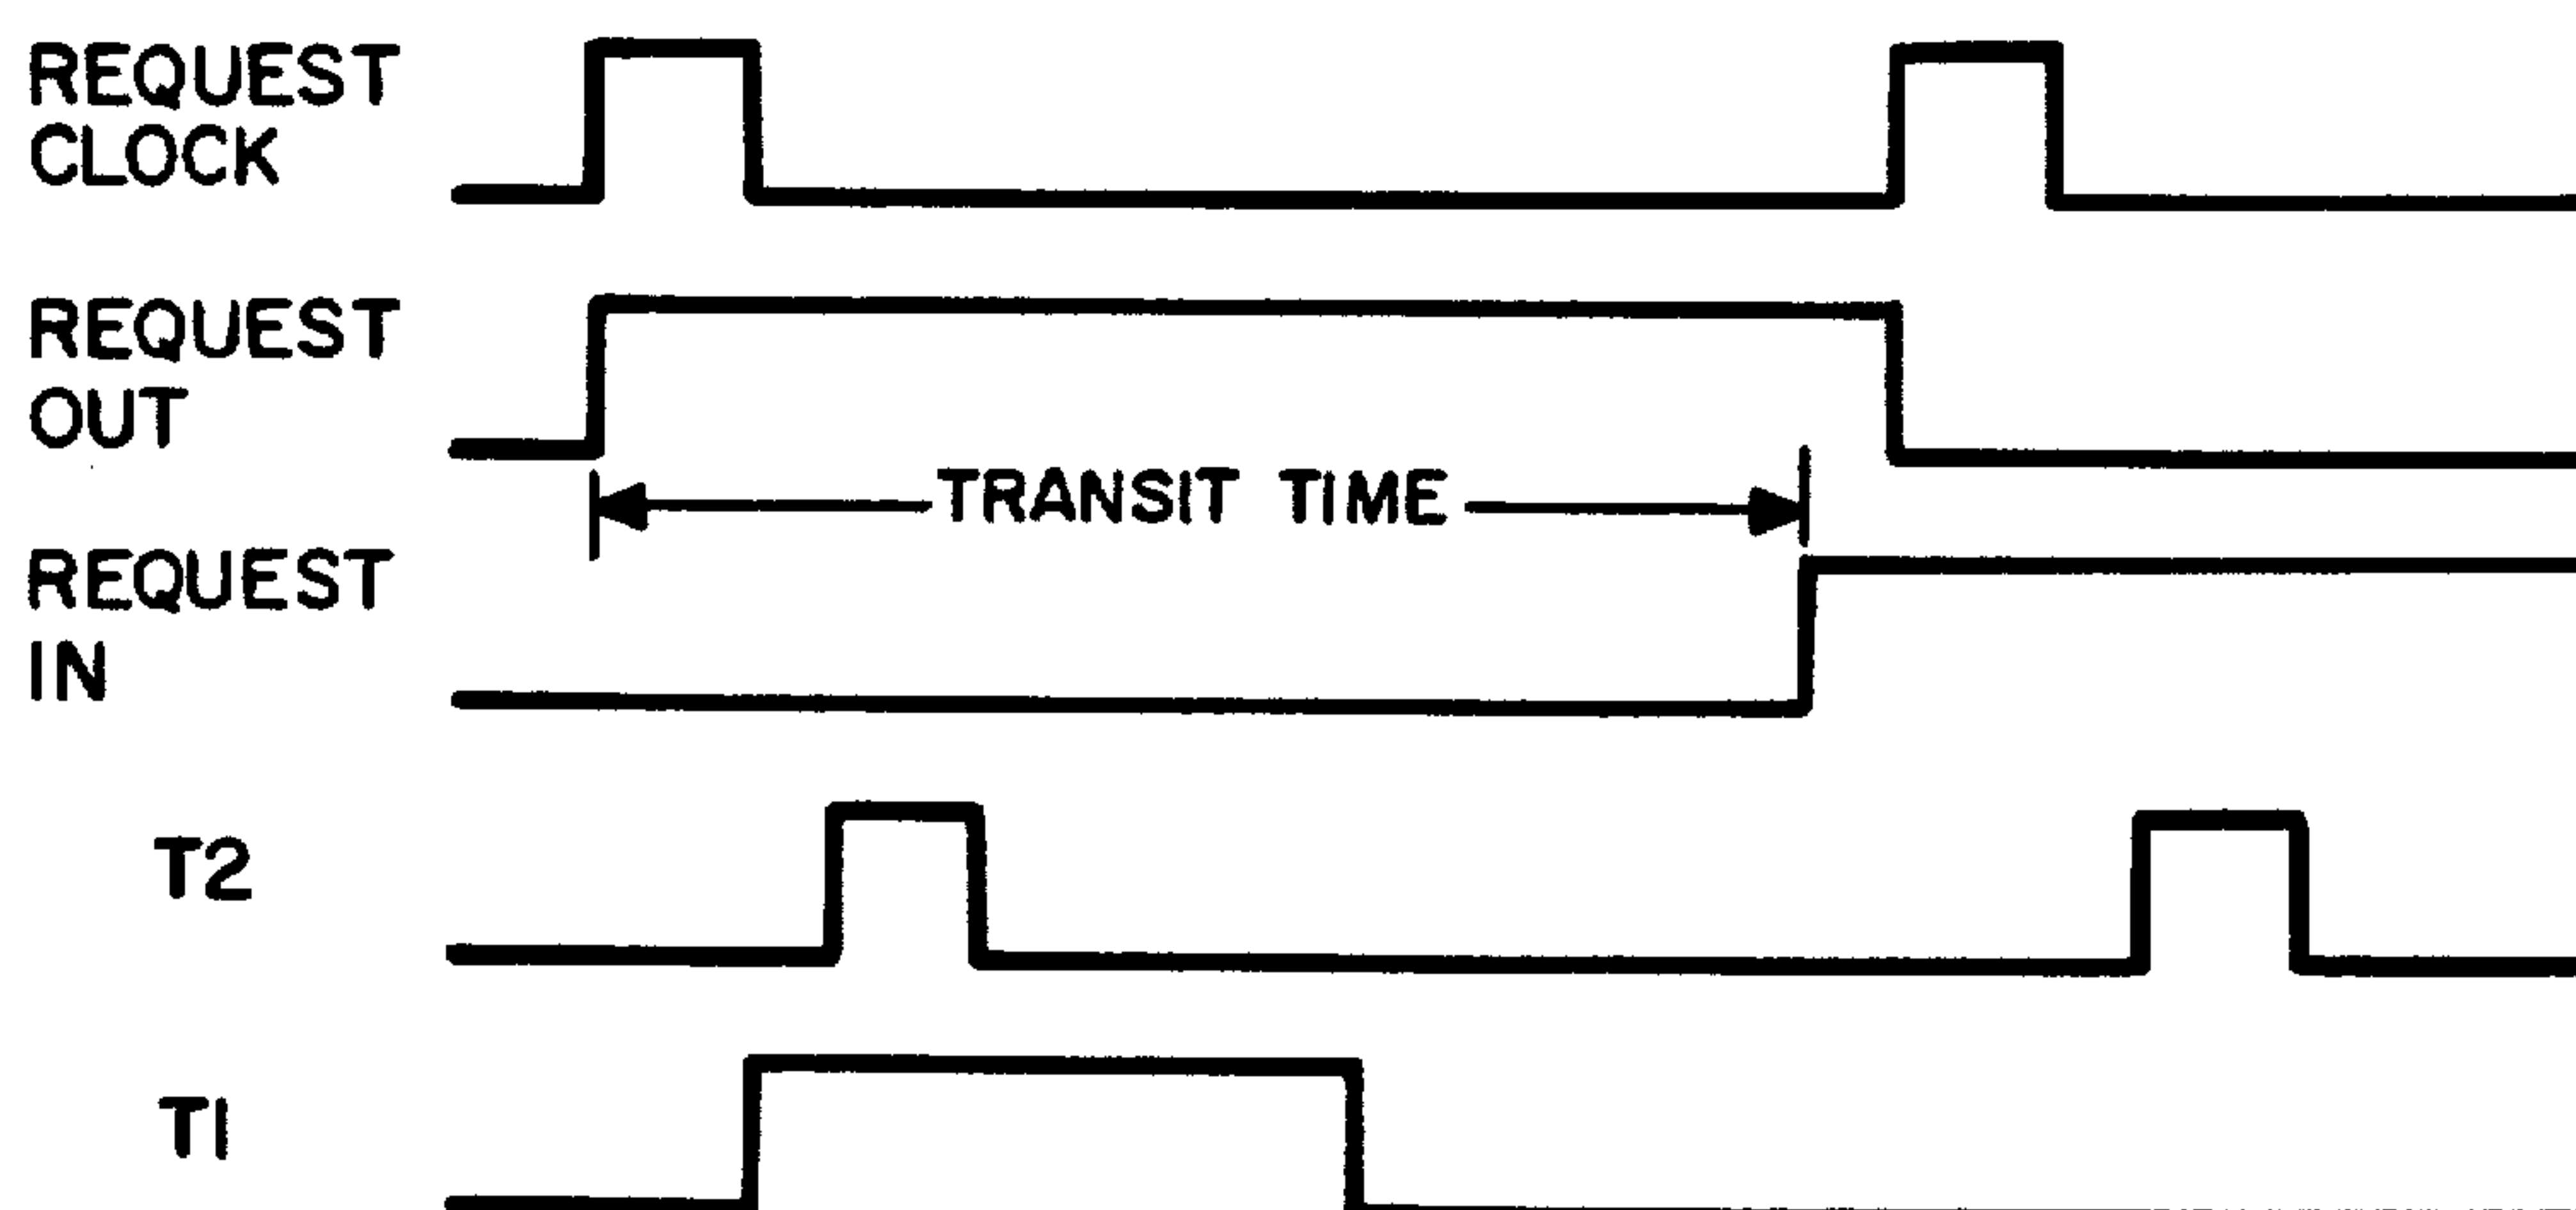 REQUEST
CLOCK
REQUEST
OUT
TRANSIT TIME
REQUEST
IN
T2
T1